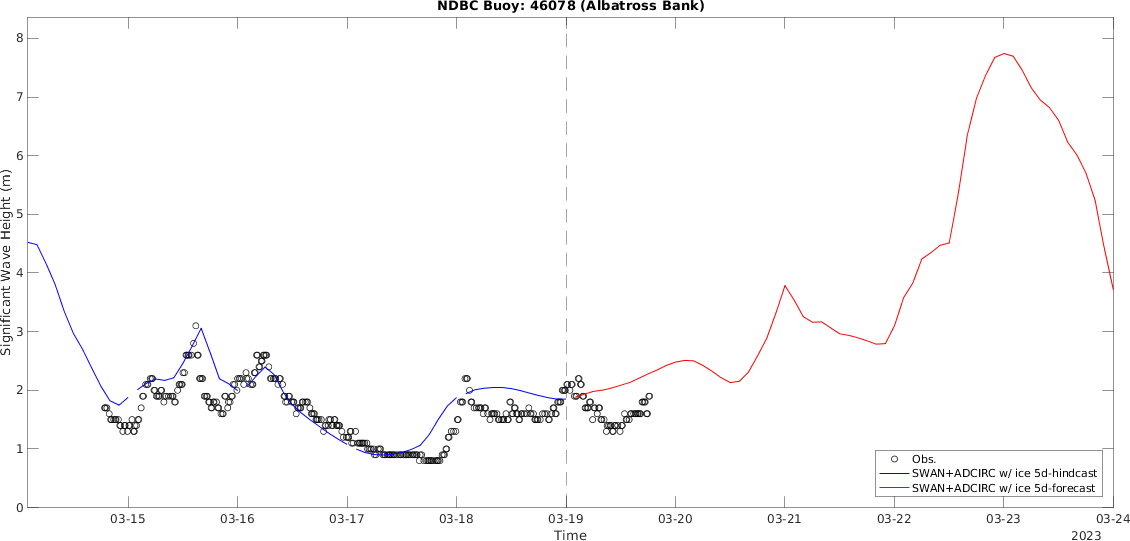 NDBC Buoy: 46078 (Albatross Bank)
Significant Wave Height (m)
8
7
6
5
4
3
2
1
0
Obs.
SWAN+ADCIRC w/ ice 5d-hindcast
SWAN+ADCIRC w/ ice 5d-forecast
03-15 03-16 03-17 03-18 03-19 03-20 03-21 03-22 03-23 03-24
Time 2023